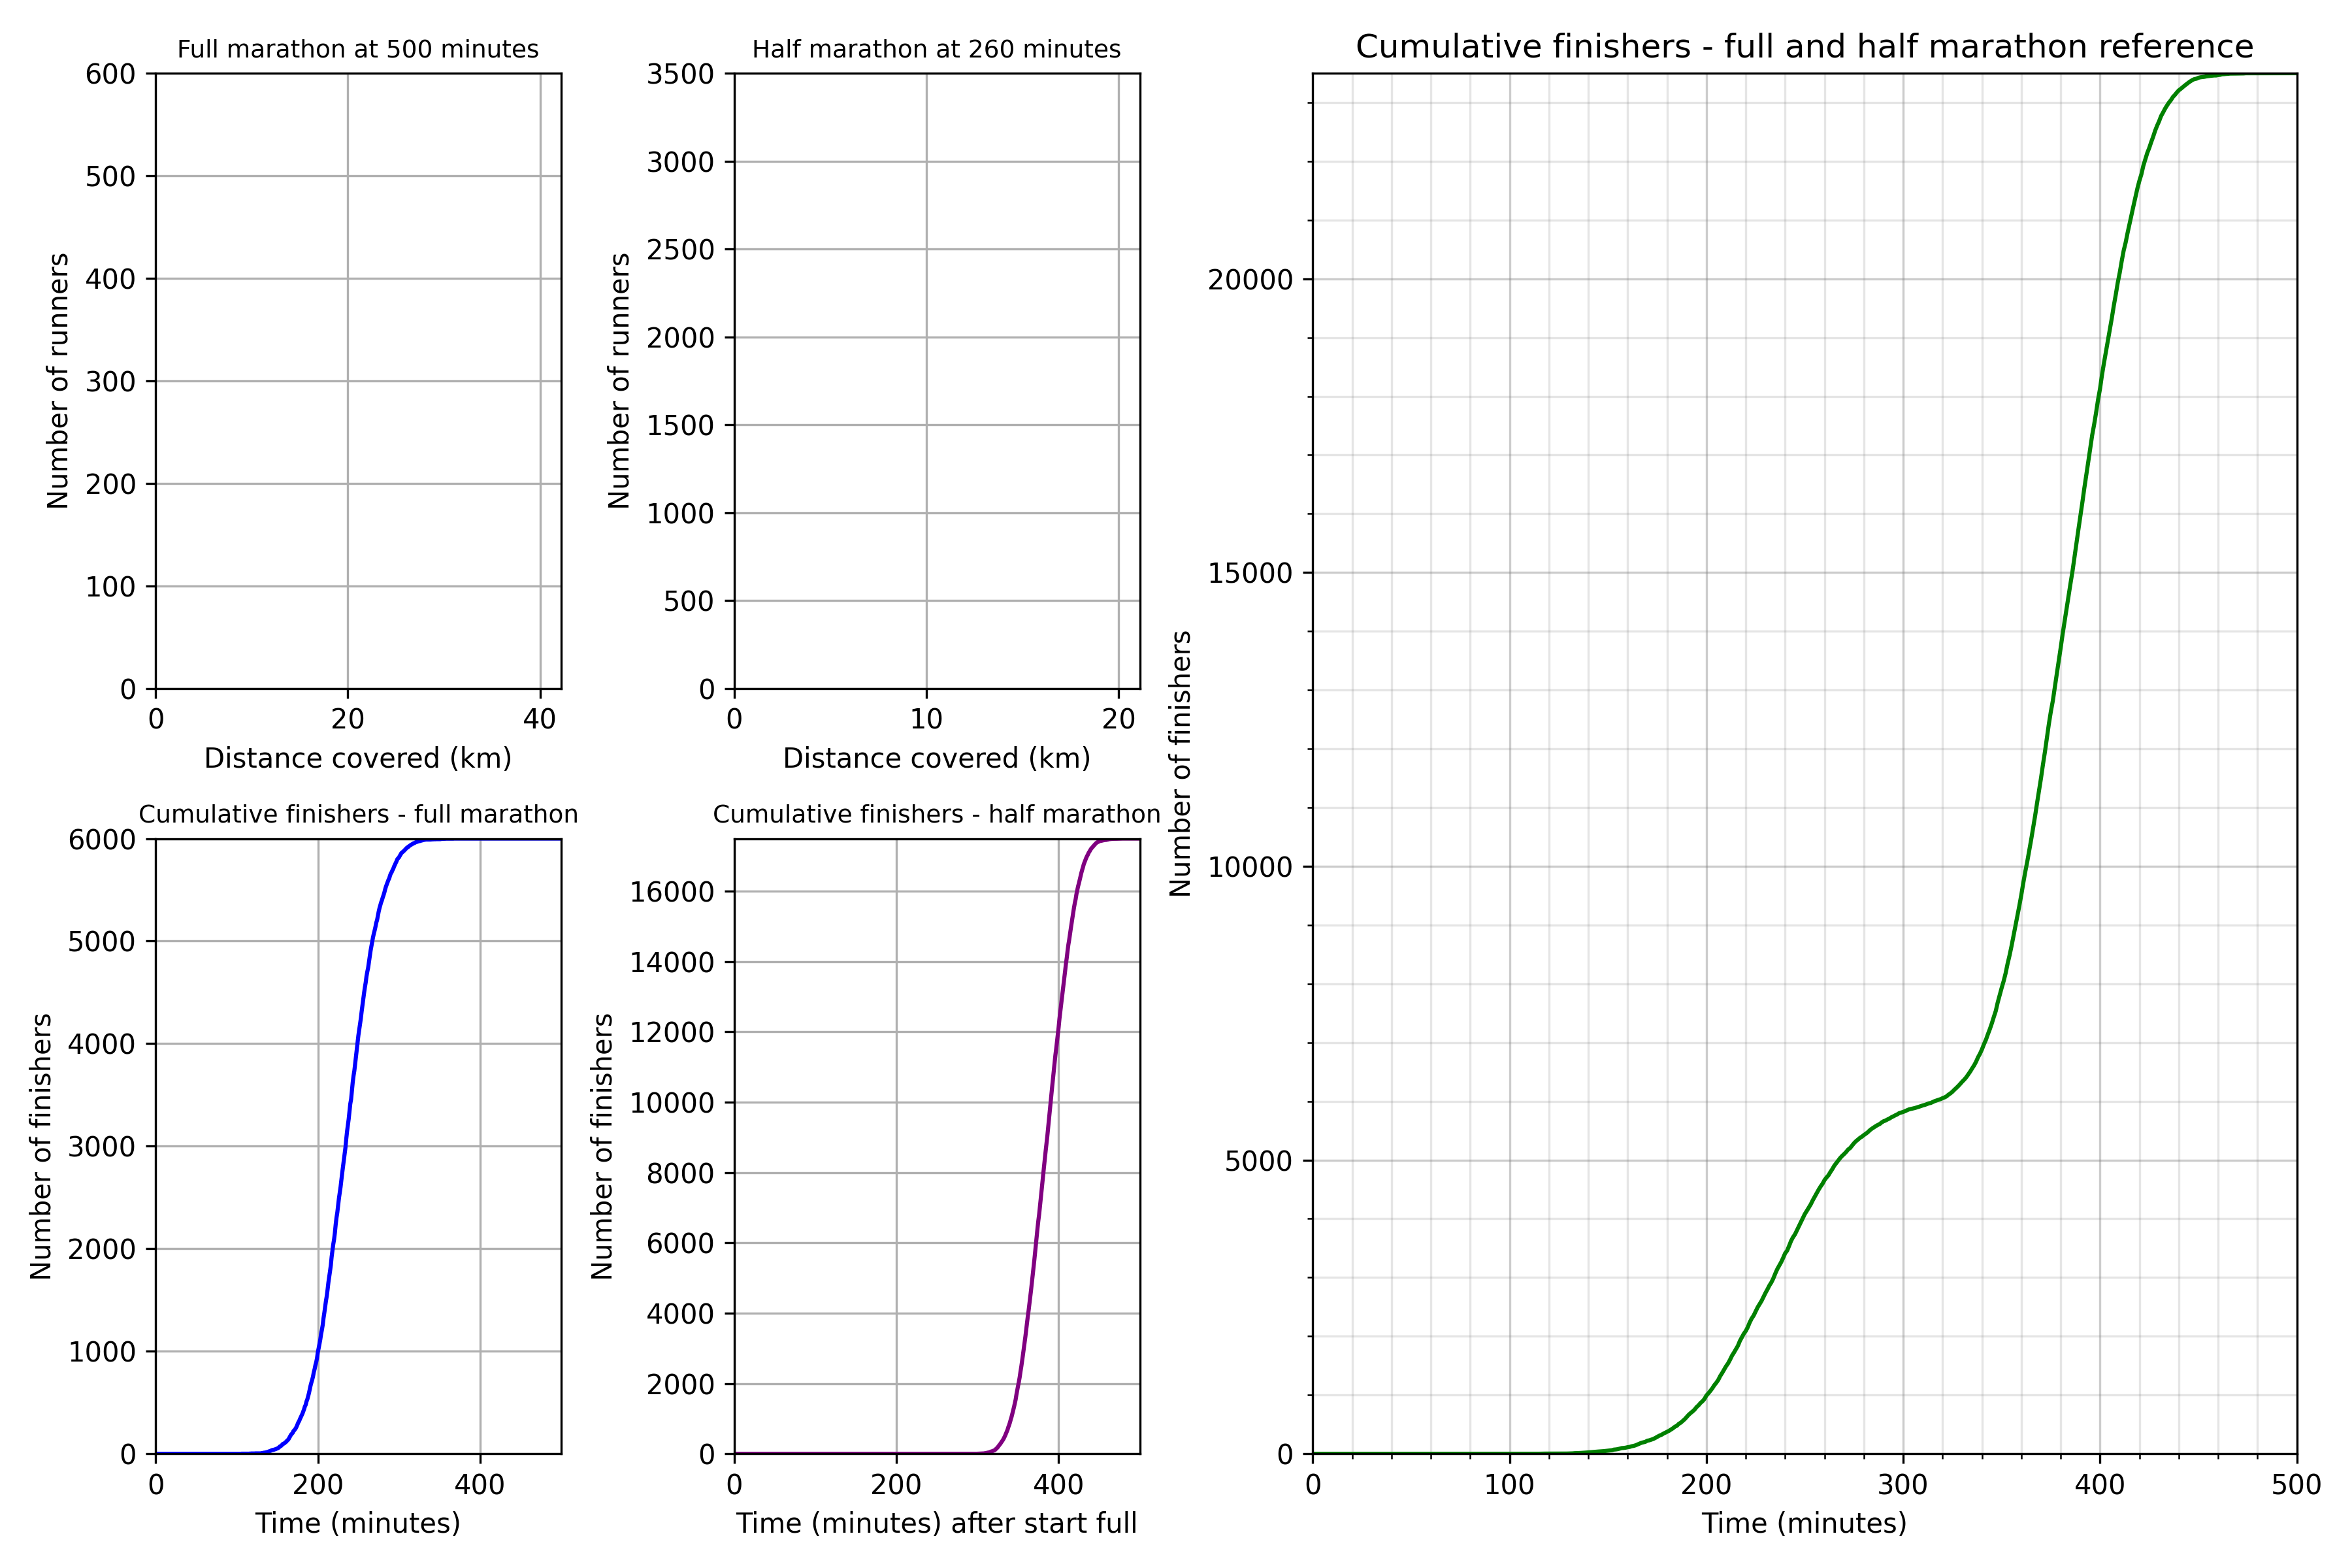 Full marathon at 500 minutes
600
500
400
300
200
100
0
Number of runners
0 20 40
Distance covered (km)
Half marathon at 260 minutes
3500
3000
2500
2000
1500
1000
500
0
Number of runners
0 10 20
Distance covered (km)
Cumulative finishers - full marathon
6000
5000
4000
3000
2000
1000
0
Number of finishers
0 200 400
Time (minutes)
Cumulative finishers - half marathon
16000
14000
12000
10000
8000
6000
4000
2000
0
Number of finishers
0 200 400
Time (minutes) after start full
Cumulative finishers - full and half marathon reference
20000
15000
10000
5000
0
Number of finishers
0 100 200 300 400 500
Time (minutes)